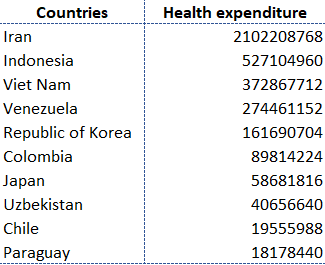 Countries Health expenditure
Iran 2102208768
Indonesia 527104960
Viet Nam 372867712
Venezuela 274461152
Republic of Korea 161690704
Colombia 89814224
Japan 58681816
Uzbekistan 40656640
Chile 19555988
Paraguay 18178440